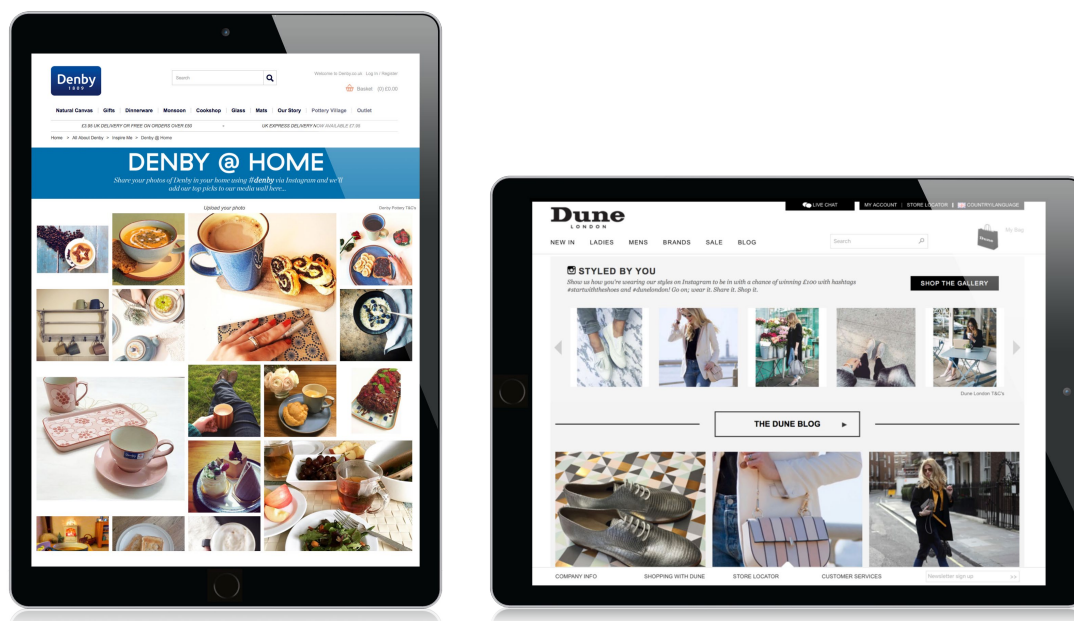 Denby
1809
Search
Welcome to Denby.co.uk Log In / Register
Basket (0) £0.00
Natural Canvas Gifts Dinnerware Monsoon Cookshop Glass Mats Our Story Pottery Village Outlet
£3.95 UK DELIVERY OR FREE ON ORDERS OVER £50 - UK EXPRESS DELIVERY NOW AVAILABLE £7.95
Home > All About Denby > Inspire Me > Denby @ Home
DENBY @ HOME
Share your photos of Denby in your home using #denby via Instagram and we'll
add our top picks to our media wall here...
Upload your photo
Denby Pottery T&C's
LIVE CHAT MY ACCOUNT | STORE LOCATOR | COUNTRY/LANGUAGE
Dune
LONDON
My Bag
NEW IN LADIES MENS BRANDS SALE BLOG
Search
STYLED BY YOU
Show us how you're wearing our styles on Instagram to be in with a chance of winning £100 with hashtags
#startwiththeshoes and #dunelondon! Go on; wear it. Share it. Shop it.
SHOP THE GALLERY
Dune London T&C's
THE DUNE BLOG
COMPANY INFO SHOPPING WITH DUNE STORE LOCATOR CUSTOMER SERVICES Newsletter sign up